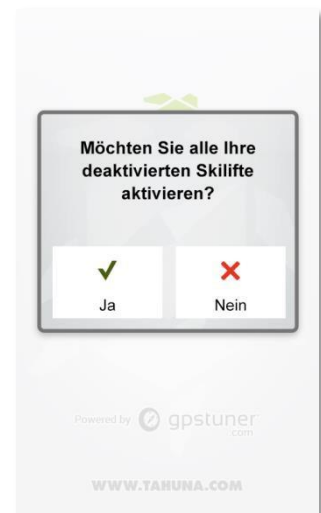 Möchten Sie alle Ihre
deaktivierten Skilifte
aktivieren?
Ja
Nein
Powered by gpstuner
.com
WWW.TAHUNA.COM